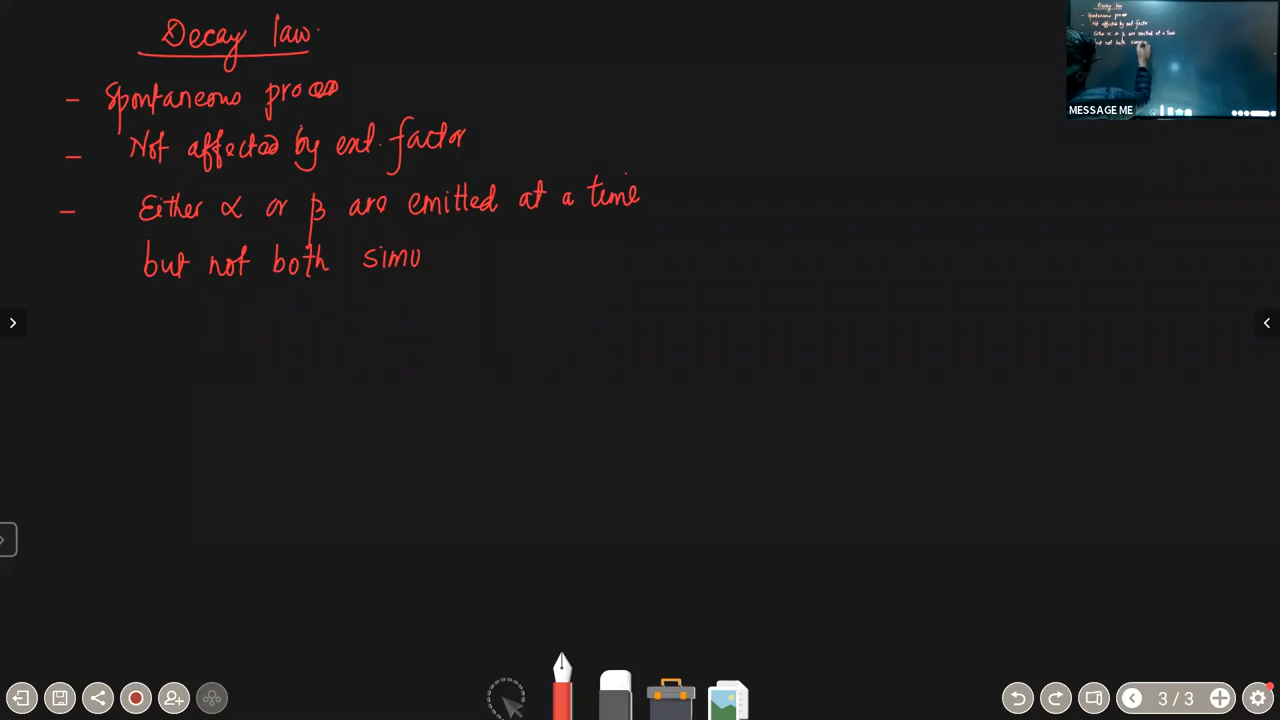 Decay law.
- Spontaneous process
- Not affected by ext. factor
- Either α or β are emitted at a time
but not both simu
MESSAGE ME
3 / 3